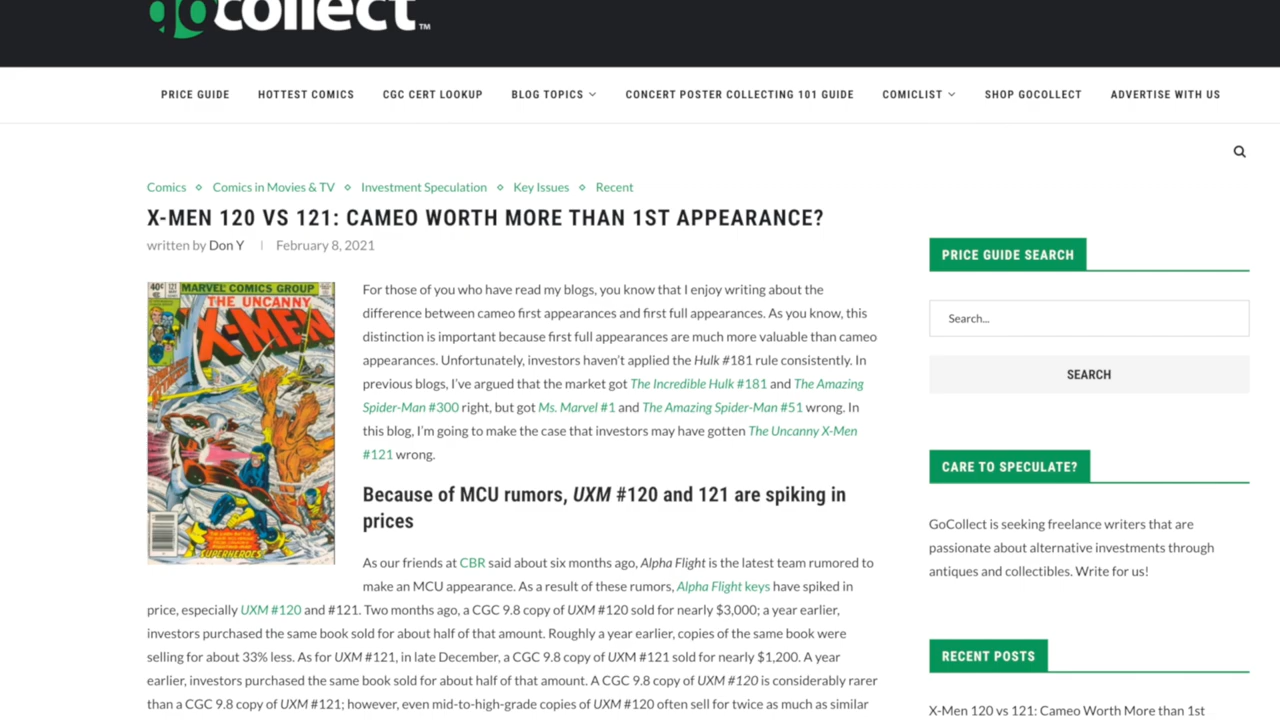 gocollect™
PRICE GUIDE HOTTEST COMICS CGC CERT LOOKUP BLOG TOPICS CONCERT POSTER COLLECTING 101 GUIDE COMICLIST SHOP GOCOLLECT ADVERTISE WITH US
Comics ⋄ Comics in Movies & TV ⋄ Investment Speculation ⋄ Key Issues ⋄ Recent
X-MEN 120 VS 121: CAMEO WORTH MORE THAN 1ST APPEARANCE?
written by Don Y | February 8, 2021
40¢ 121 MARVEL COMICS GROUP
THE UNCANNY
X-MEN
SUPERHEROES
For those of you who have read my blogs, you know that I enjoy writing about the
difference between cameo first appearances and first full appearances. As you know, this
distinction is important because first full appearances are much more valuable than cameo
appearances. Unfortunately, investors haven't applied the Hulk #181 rule consistently. In
previous blogs, I've argued that the market got The Incredible Hulk #181 and The Amazing
Spider-Man #300 right, but got Ms. Marvel #1 and The Amazing Spider-Man #51 wrong. In
this blog, I'm going to make the case that investors may have gotten The Uncanny X-Men
#121 wrong.
Because of MCU rumors, UXM #120 and 121 are spiking in
prices
As our friends at CBR said about six months ago, Alpha Flight is the latest team rumored to
make an MCU appearance. As a result of these rumors, Alpha Flight keys have spiked in
price, especially UXM #120 and #121. Two months ago, a CGC 9.8 copy of UXM #120 sold for nearly $3,000; a year earlier,
investors purchased the same book sold for about half of that amount. Roughly a year earlier, copies of the same book were
selling for about 33% less. As for UXM #121, in late December, a CGC 9.8 copy of UXM #121 sold for nearly $1,200. A year
earlier, investors purchased the same book sold for about half of that amount. A CGC 9.8 copy of UXM #120 is considerably rarer
than a CGC 9.8 copy of UXM #121; however, even mid-to-high-grade copies of UXM #120 often sell for twice as much as similar
PRICE GUIDE SEARCH
Search...
SEARCH
CARE TO SPECULATE?
GoCollect is seeking freelance writers that are
passionate about alternative investments through
antiques and collectibles. Write for us!
RECENT POSTS
X-Men 120 vs 121: Cameo Worth More than 1st